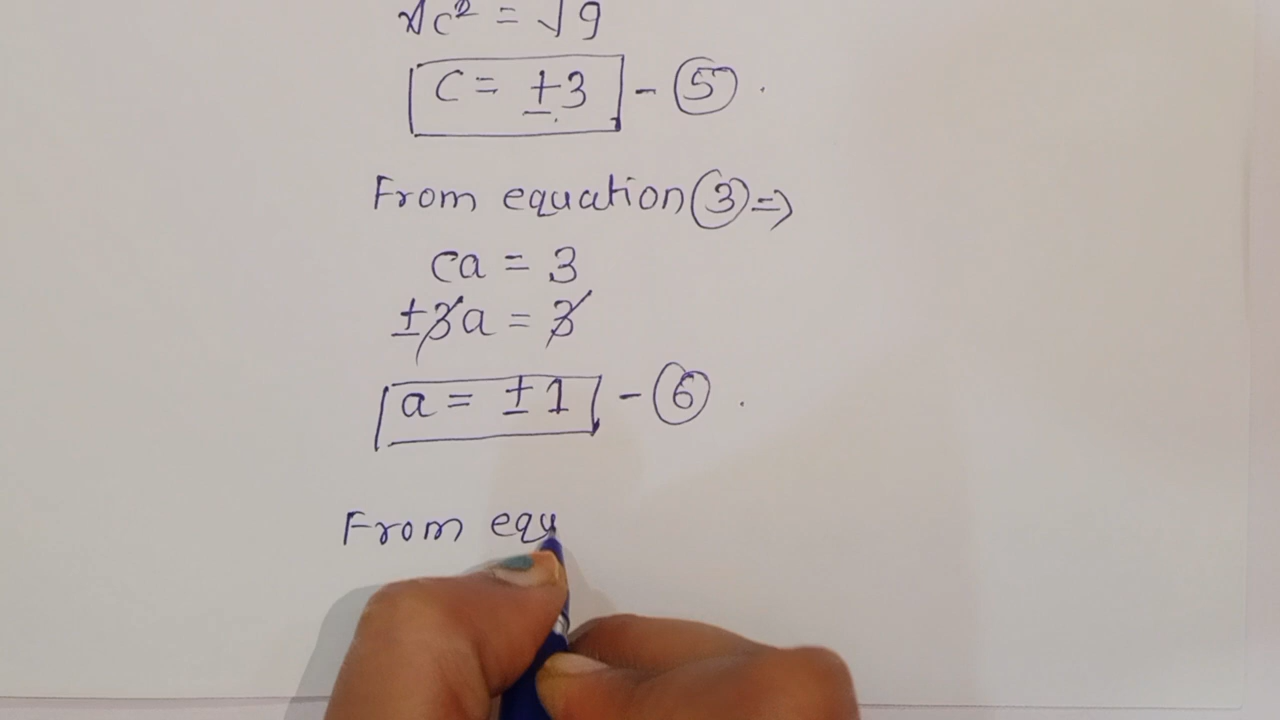 √c² = √9
c = ±3 - ⑤ .
From equation ③ ⇒
ca = 3
±3a = 3
a = ±1 - ⑥ .
From equ